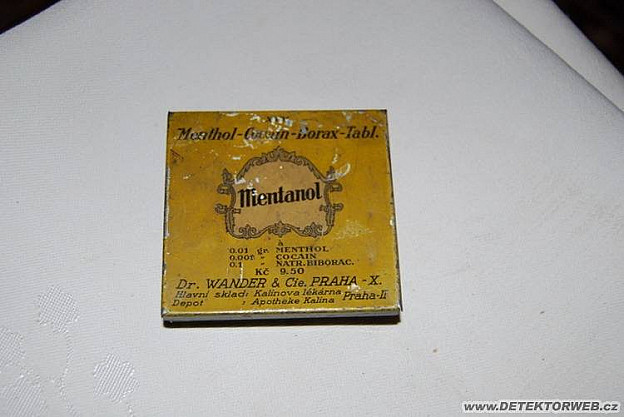 Menthol-Cocain-Borax-Tabl.
Mentanol
à
0.01 gr. MENTHOL
0.001 " COCAIN
0.1 " NATR. BIBORAC.
Kč 9.50
Dr. WANDER & Cie. PRAHA-X.
Hlavní sklad: Kalinova lékárna Praha-II
Depot : Apotheke Kalina
www.DETEKTORWEB.cz